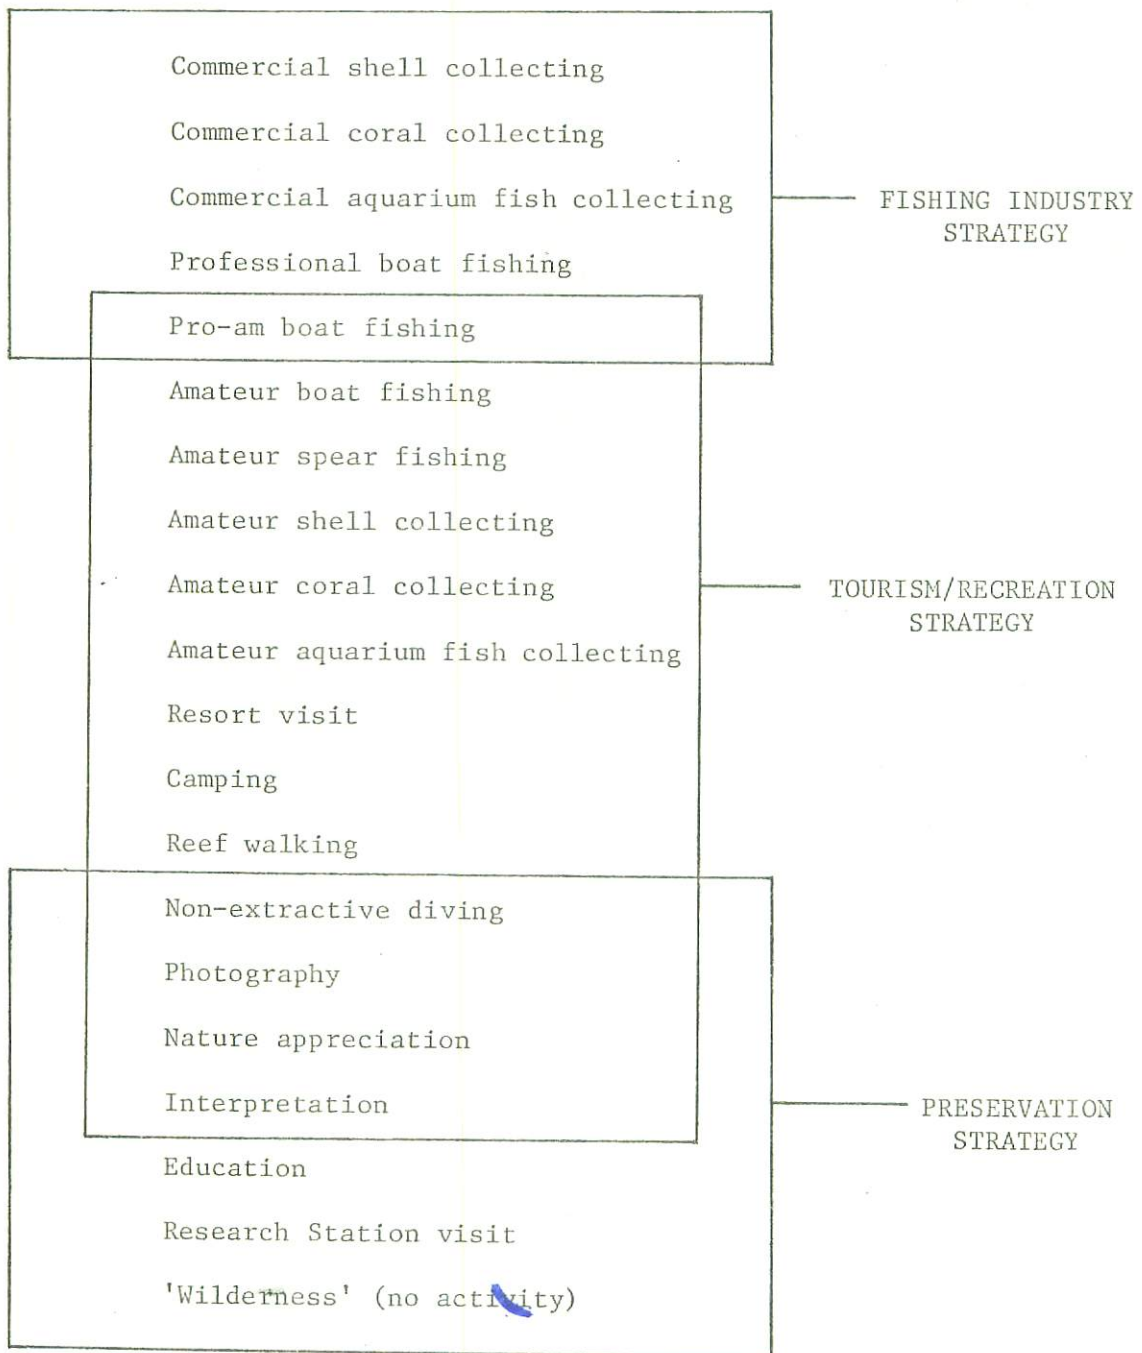 Commercial shell collecting
Commercial coral collecting
Commercial aquarium fish collecting
FISHING INDUSTRY
STRATEGY
Professional boat fishing
Pro-am boat fishing
Amateur boat fishing
Amateur spear fishing
Amateur shell collecting
Amateur coral collecting
TOURISM/RECREATION
STRATEGY
Amateur aquarium fish collecting
Resort visit
Camping
Reef walking
Non-extractive diving
Photography
Nature appreciation
Interpretation
PRESERVATION
STRATEGY
Education
Research Station visit
'Wilderness' (no activity)